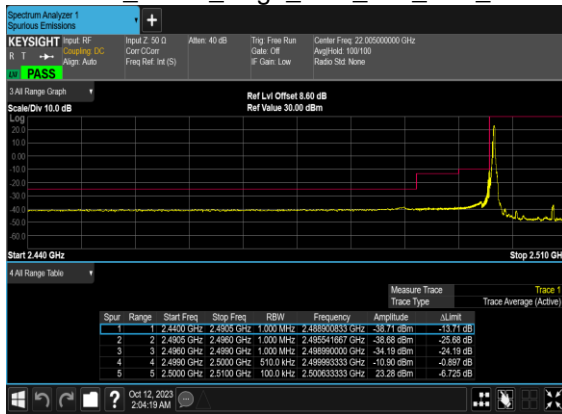 Spectrum Analyzer 1
Spurious Emissions
+
KEYSIGHT Input: RF Input Z: 50 Ω Atten: 40 dB Trig: Free Run Center Freq: 22.005000000 GHz
R T Coupling: DC Corr CCorr Gate: Off Avg|Hold: 100/100
Align: Auto Freq Ref: Int (S) IF Gain: Low Radio Std: None
PASS
3 All Range Graph
Ref Lvl Offset 8.60 dB
Scale/Div 10.0 dB Ref Value 30.00 dBm
Log
20.0
10.0
0.00
-10.0
-20.0
-30.0
-40.0
-50.0
-60.0
Start 2.440 GHz Stop 2.510 GH
4 All Range Table
Measure Trace Trace 1
Trace Type Trace Average (Active)
Spur Range Start Freq Stop Freq RBW Frequency Amplitude ΔLimit
1 1 2.4400 GHz 2.4905 GHz 1.000 MHz 2.488900833 GHz -38.71 dBm -13.71 dB
2 2 2.4905 GHz 2.4960 GHz 1.000 MHz 2.495541667 GHz -38.68 dBm -25.68 dB
3 3 2.4960 GHz 2.4990 GHz 1.000 MHz 2.498990000 GHz -34.19 dBm -24.19 dB
4 4 2.4990 GHz 2.5000 GHz 510.0 kHz 2.499993333 GHz -10.90 dBm -0.897 dB
5 5 2.5000 GHz 2.5100 GHz 100.0 kHz 2.500633333 GHz 23.28 dBm -6.725 dB
? Oct 12, 2023
2:04:19 AM